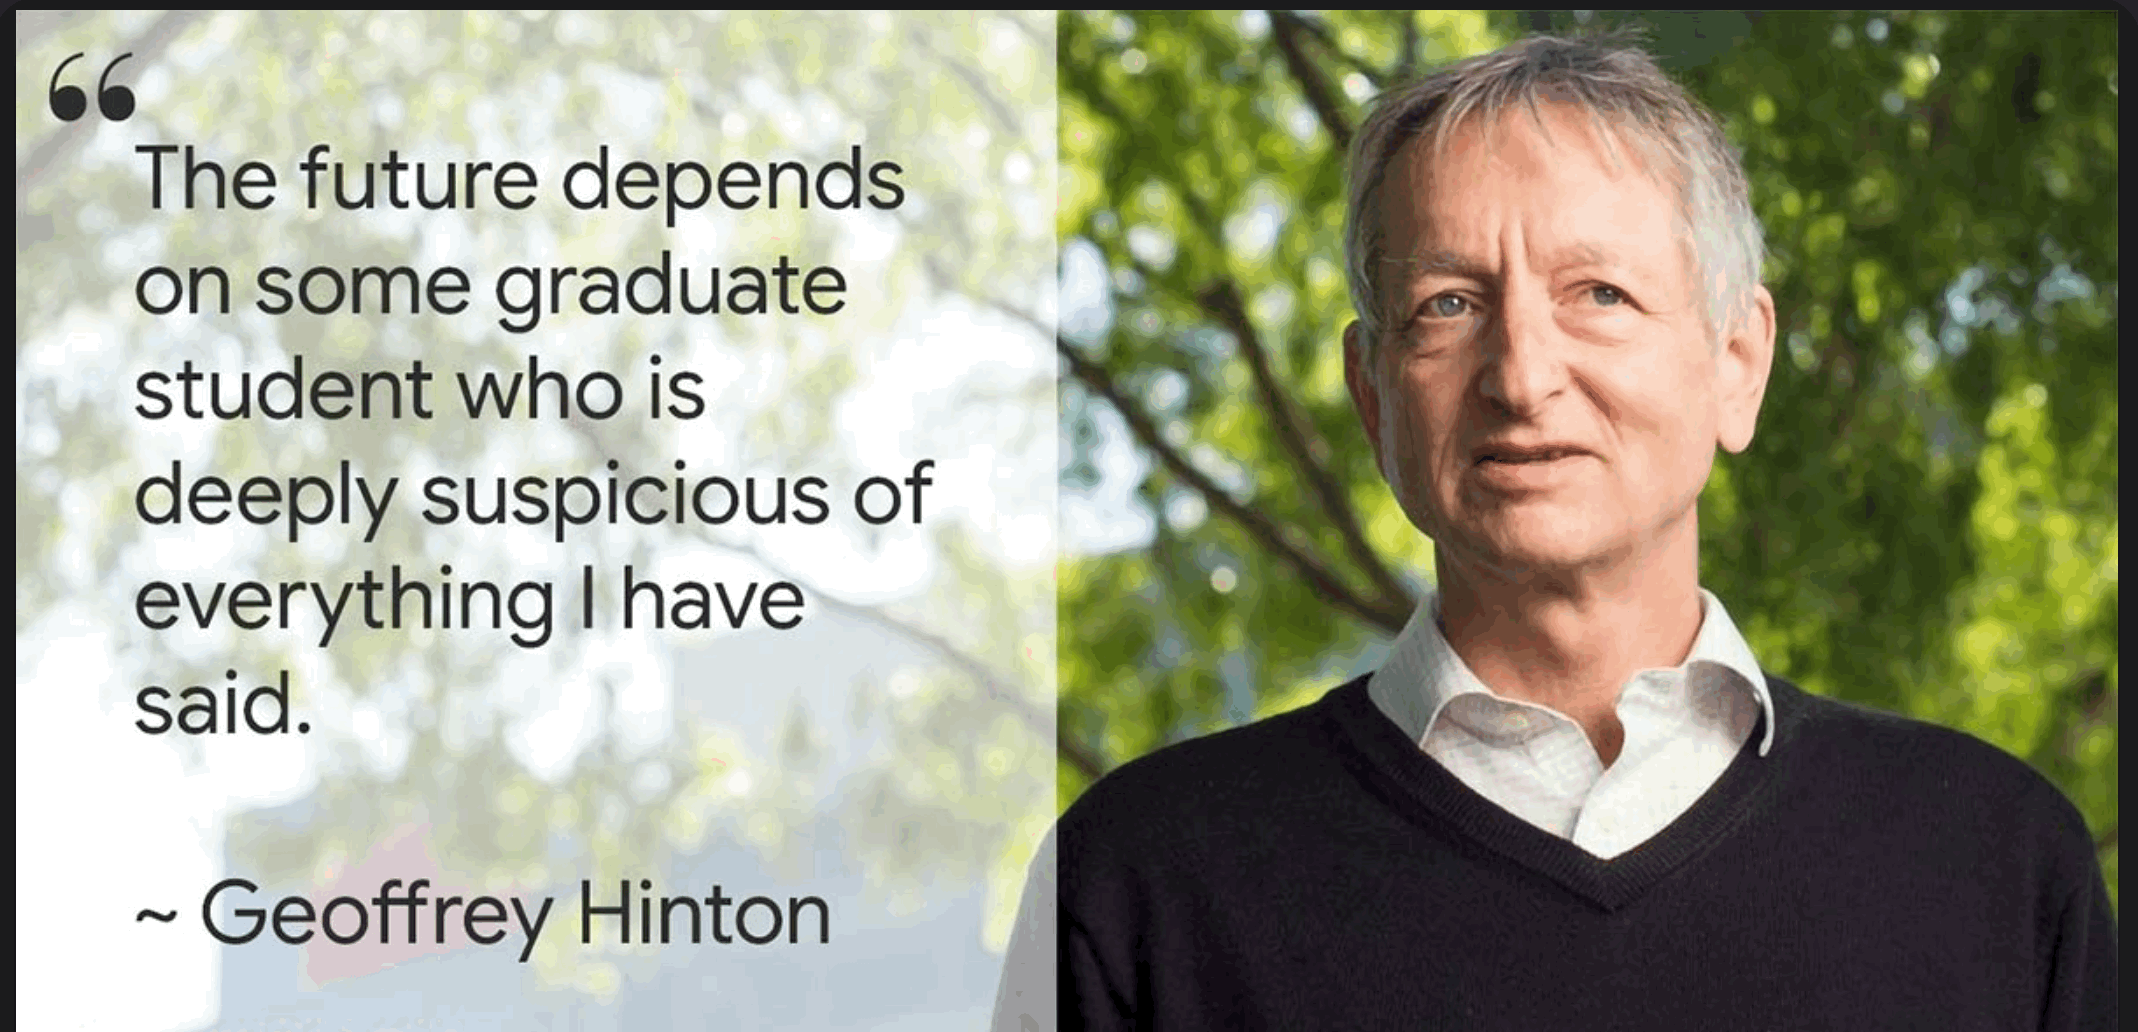 “
The future depends
on some graduate
student who is
deeply suspicious of
everything I have
said.
~ Geoffrey Hinton